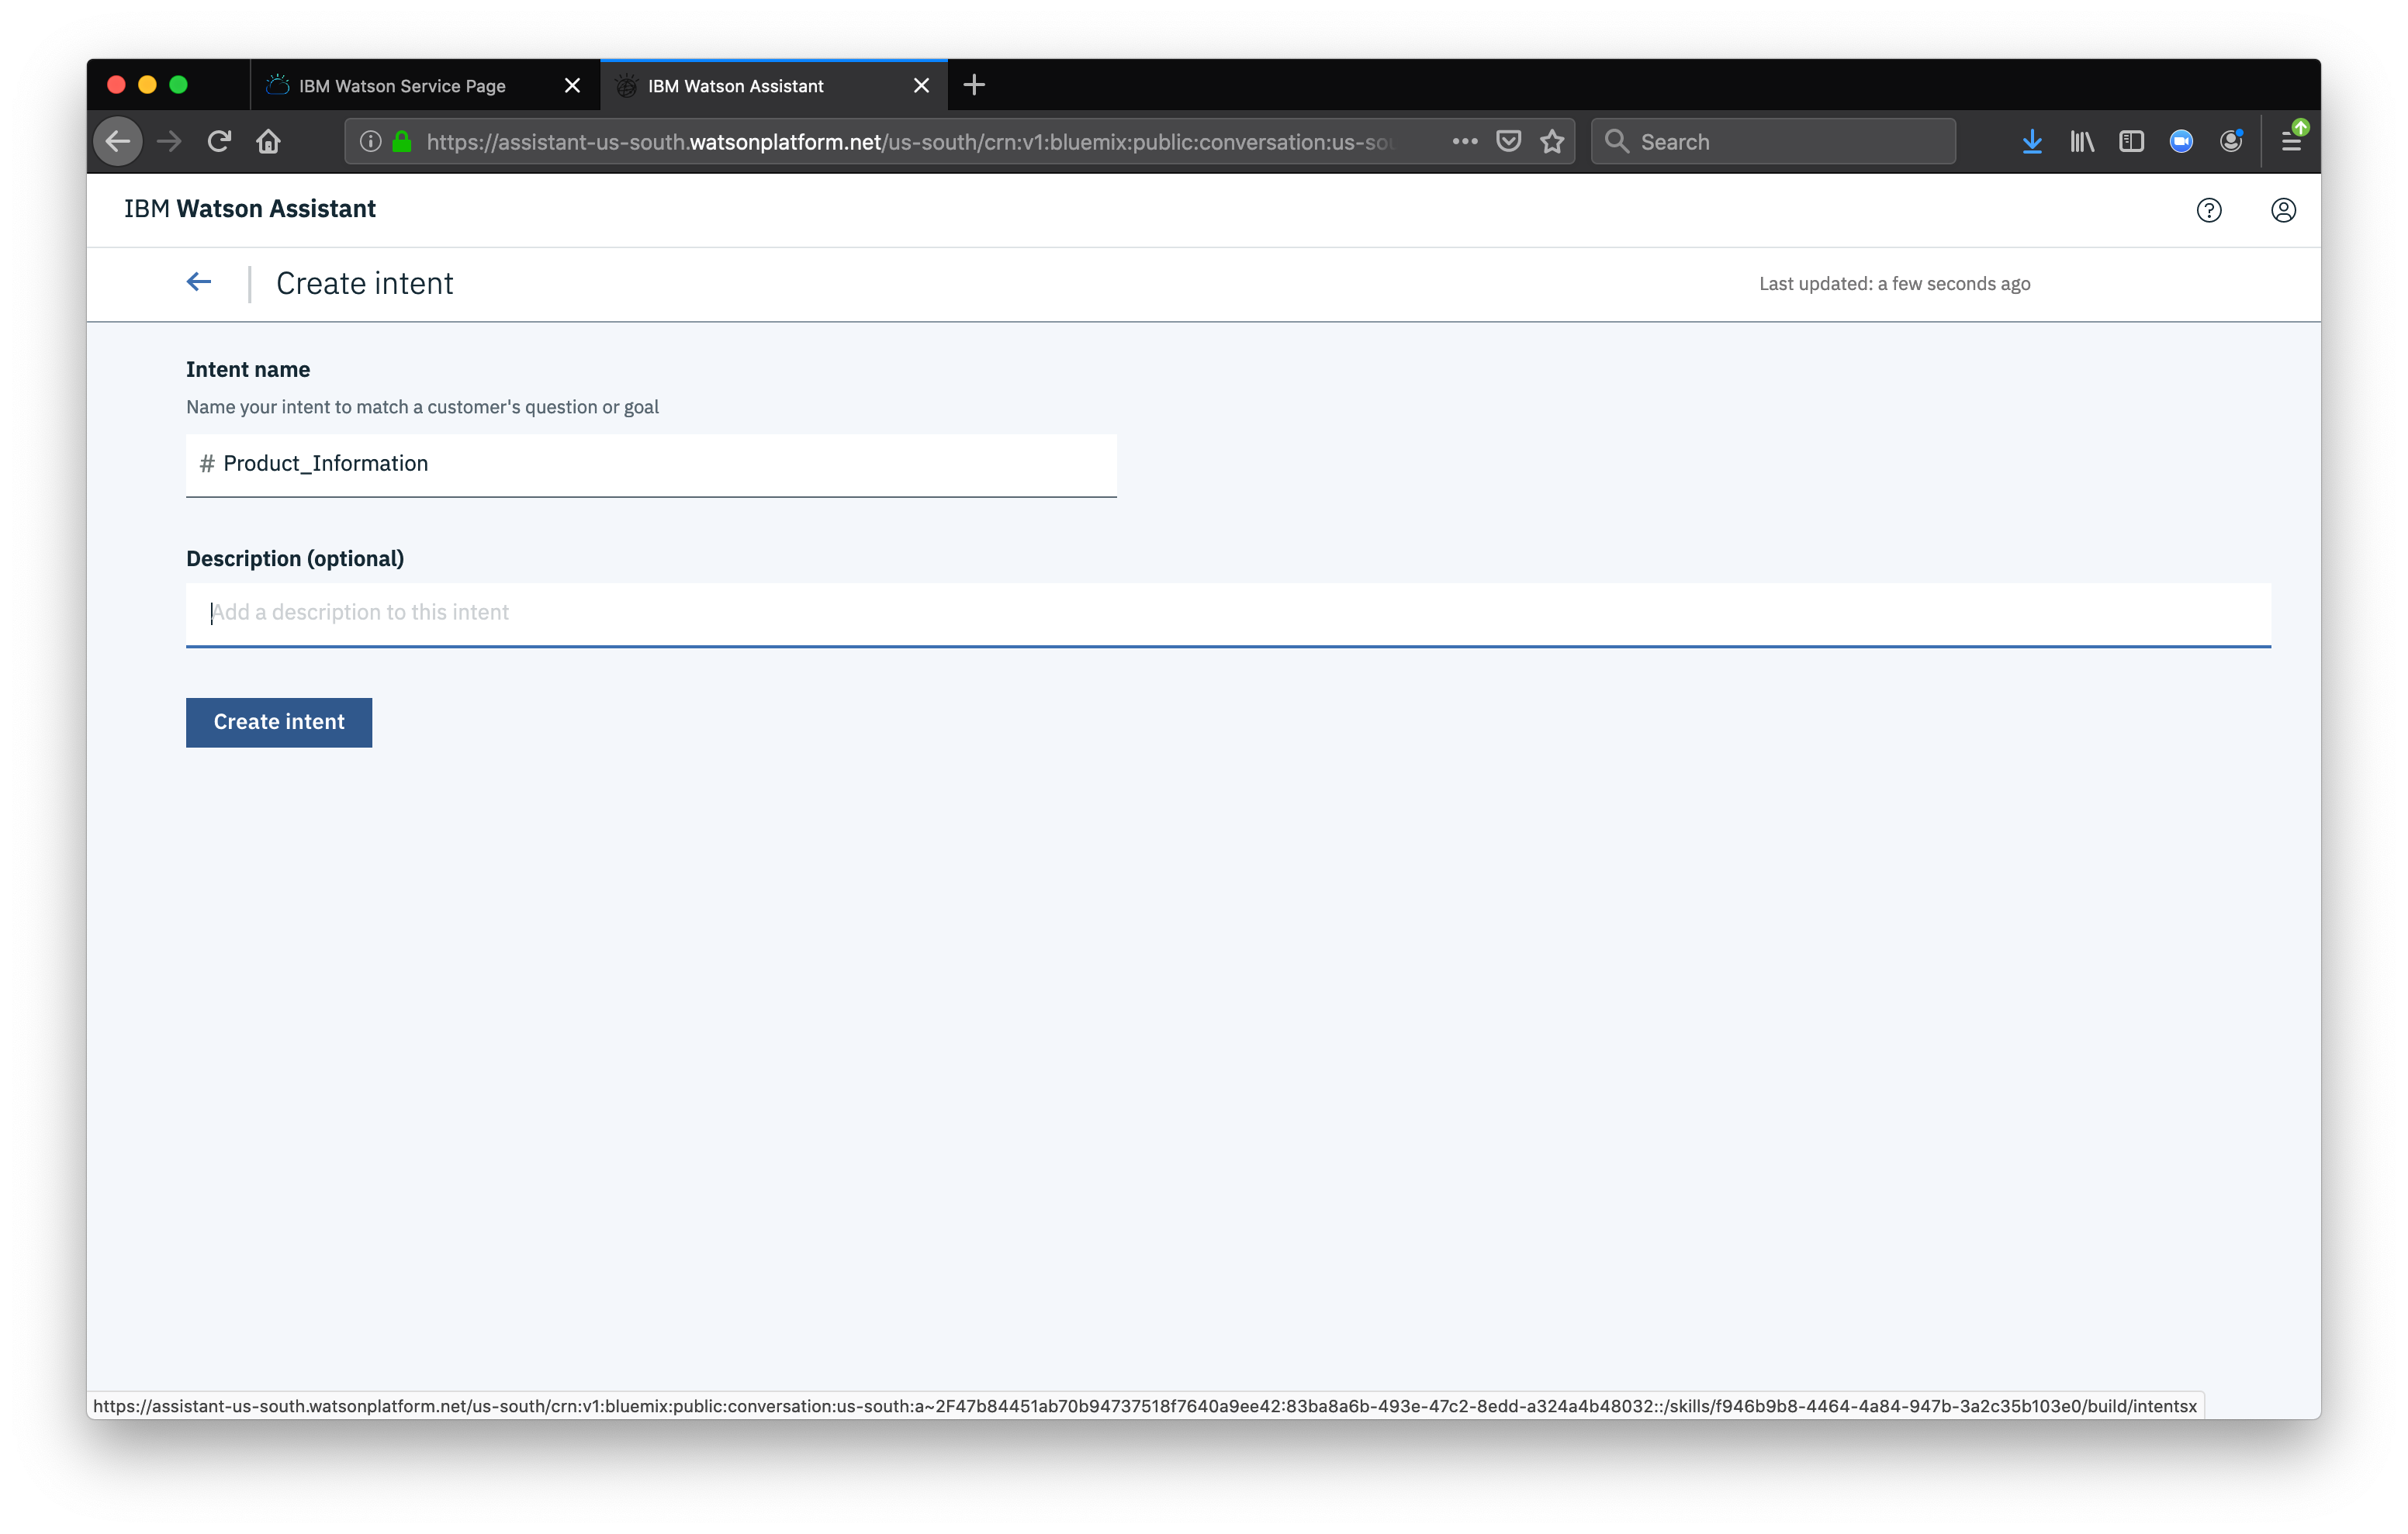 IBM Watson Service Page
IBM Watson Assistant
https://assistant-us-south.watsonplatform.net/us-south/crn:v1:bluemix:public:conversation:us-sou
Search
IBM Watson Assistant
Create intent
Last updated: a few seconds ago
Intent name
Name your intent to match a customer's question or goal
# Product_Information
Description (optional)
Add a description to this intent
Create intent
https://assistant-us-south.watsonplatform.net/us-south/crn:v1:bluemix:public:conversation:us-south:a~2F47b84451ab70b94737518f7640a9ee42:83ba8a6b-493e-47c2-8edd-a324a4b48032::/skills/f946b9b8-4464-4a84-947b-3a2c35b103e0/build/intentsx